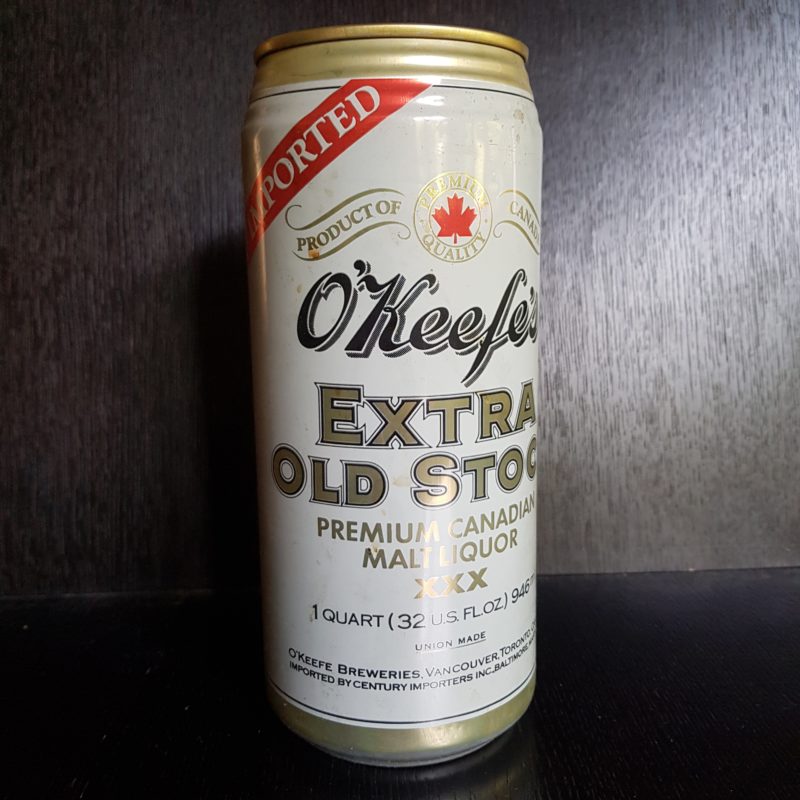 IMPORTED
PRODUCT OF
PREMIUM QUALITY
CANADA
O'Keefe's
EXTRA
OLD STOC
PREMIUM CANADIAN
MALT LIQUOR
XXX
1 QUART (32 U.S. FL.OZ.) 946
UNION MADE
O'KEEFE BREWERIES, VANCOUVER, TORONTO
IMPORTED BY CENTURY IMPORTERS INC., BALTIMORE,